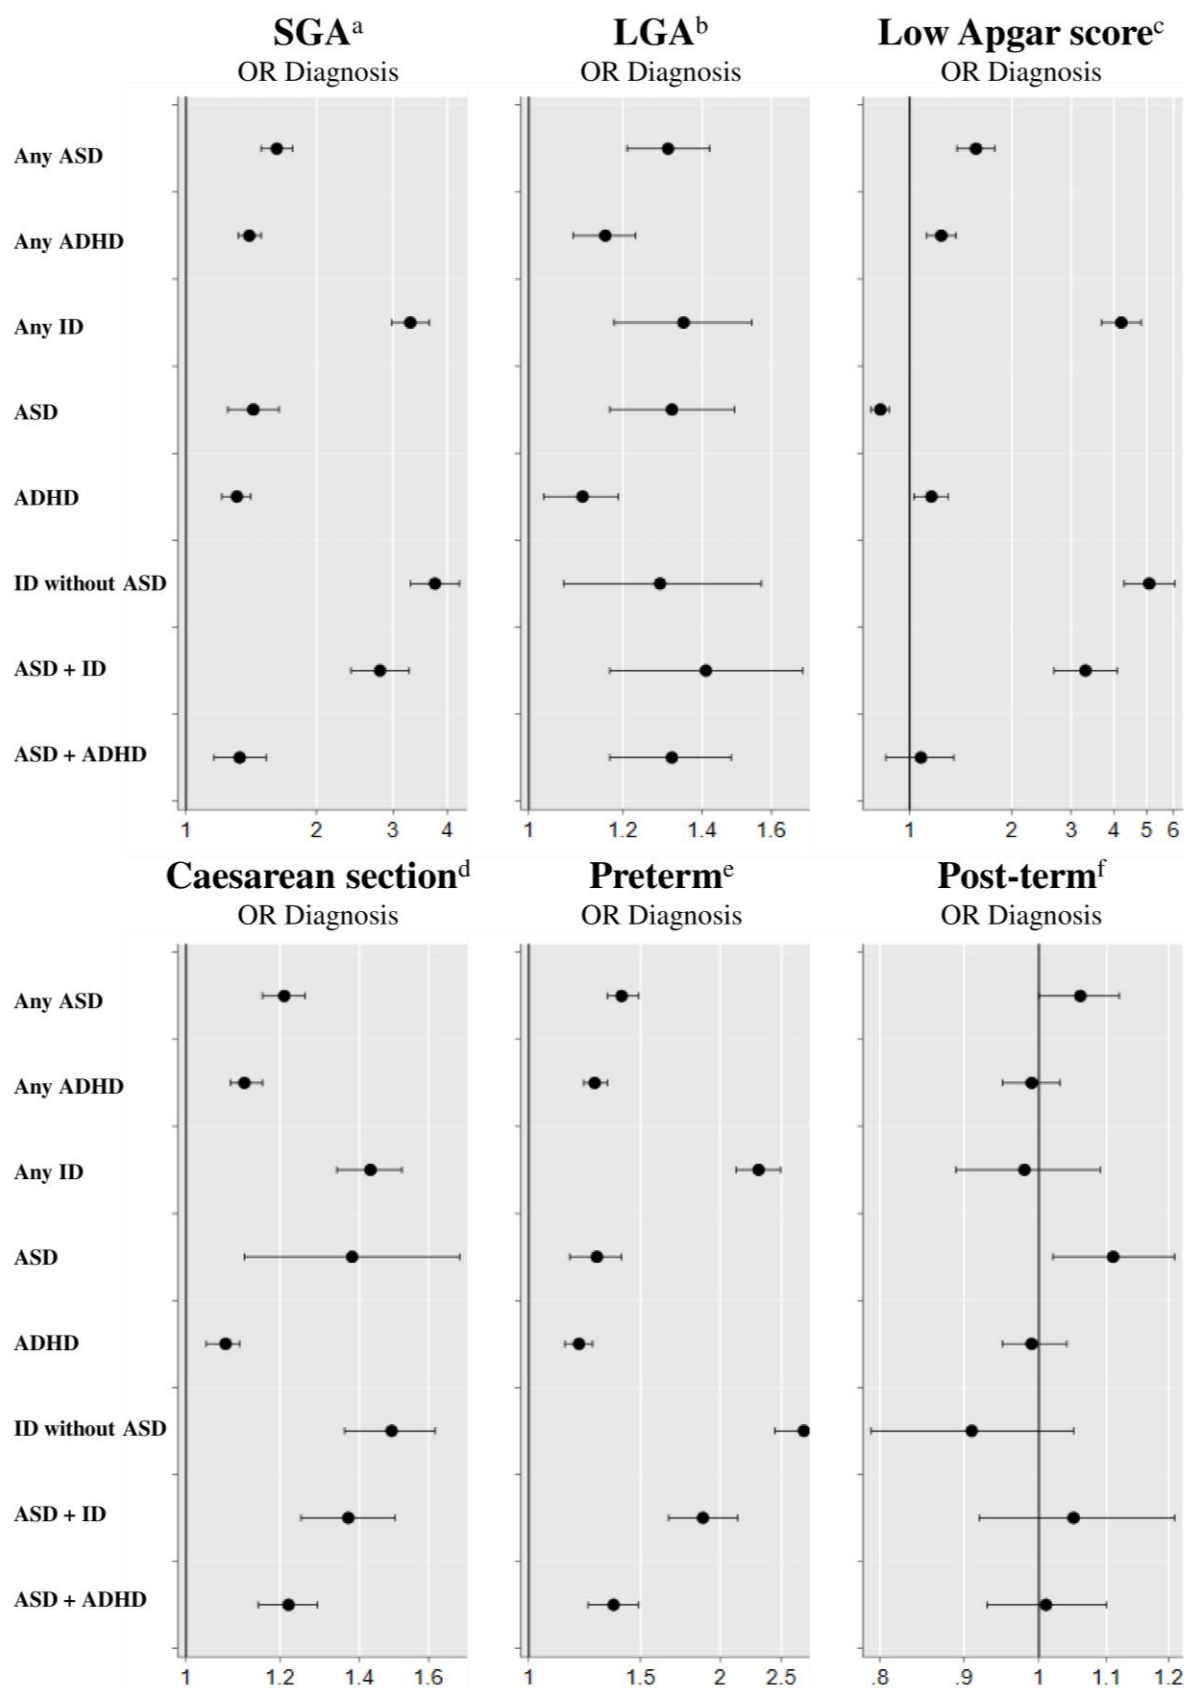 SGAa LGAb Low Apgar scorec
OR Diagnosis OR Diagnosis OR Diagnosis
Any ASD
Any ADHD
Any ID
ASD
ADHD
ID without ASD
ASD + ID
ASD + ADHD
1 2 3 4 1 1.2 1.4 1.6 1 2 3 4 5 6
Caesarean sectiond Preterme Post-termf
OR Diagnosis OR Diagnosis OR Diagnosis
Any ASD
Any ADHD
Any ID
ASD
ADHD
ID without ASD
ASD + ID
ASD + ADHD
1 1.2 1.4 1.6 1 1.5 2 2.5 .8 .9 1 1.1 1.2